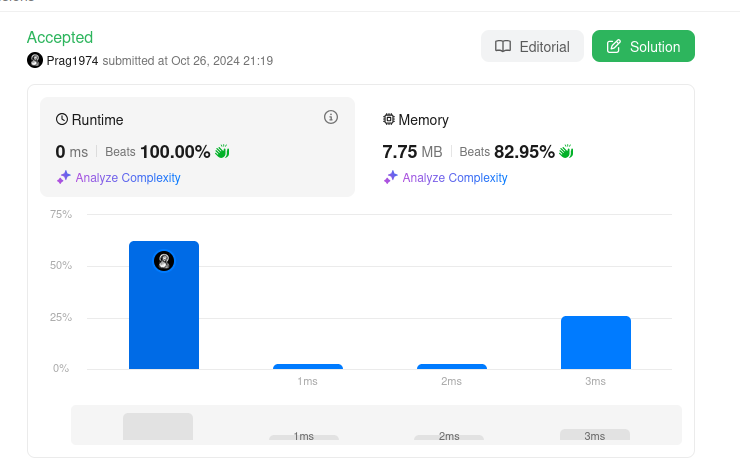 Accepted
Prag1974 submitted at Oct 26, 2024 21:19
Editorial
Solution
Runtime
0 ms Beats 100.00%
Analyze Complexity
Memory
7.75 MB Beats 82.95%
Analyze Complexity
75%
50%
25%
0%
1ms 2ms 3ms
1ms 2ms 3ms